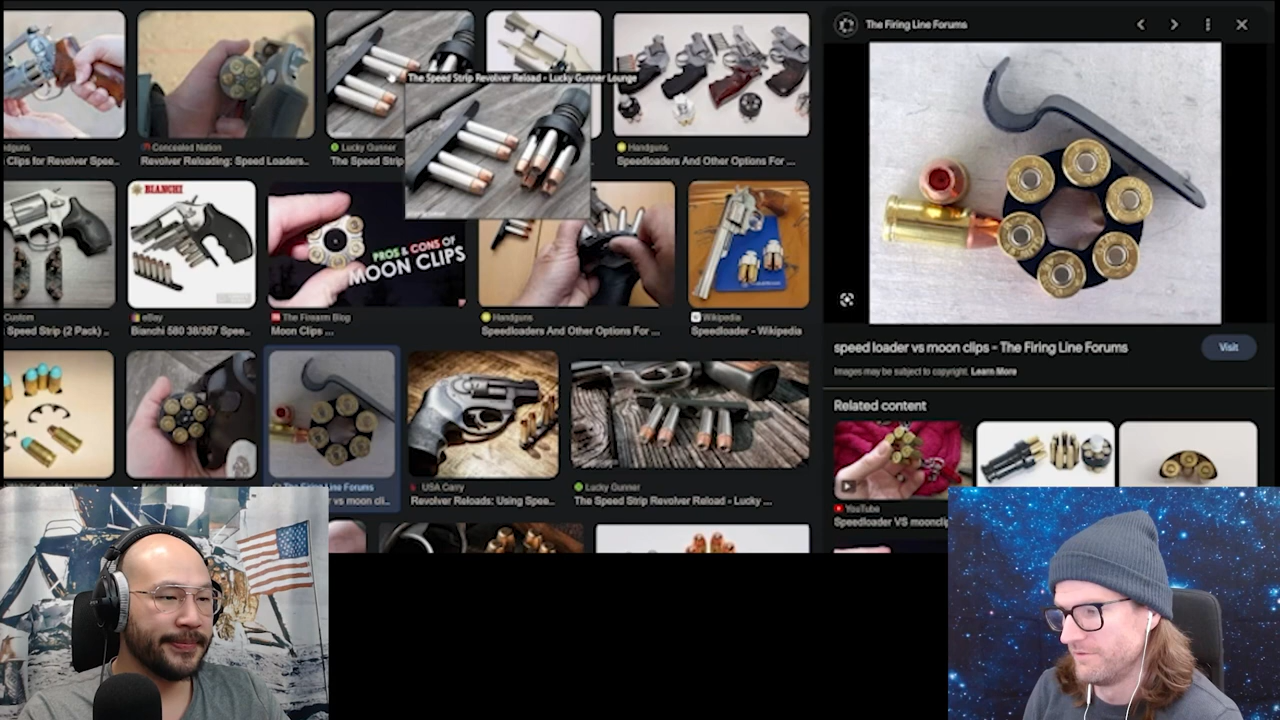 The Firing Line Forums
The Speed Strip Revolver Reload - Lucky Gunner Lounge
Concealed Nation
Lucky Gunner
Handguns
Clips for Revolver Spee...
Revolver Reloading: Speed Loaders...
The Speed Strip
Speedloaders And Other Options For ...
BIANCHI
PROS & CONS OF
MOON CLIPS
eBay
The Firearm Blog
Handguns
Wikipedia
Speed Strip (2 Pack) ...
Bianchi 580 38/357 Spee...
Moon Clips ...
Speedloaders And Other Options For ...
Speedloader - Wikipedia
speed loader vs moon clips - The Firing Line Forums
Visit
Images may be subject to copyright. Learn More
Related content
USA Carry
Lucky Gunner
vs moon cli...
Revolver Reloads: Using Spee...
The Speed Strip Revolver Reload - Lucky ...
YouTube
Speedloader VS moonclip